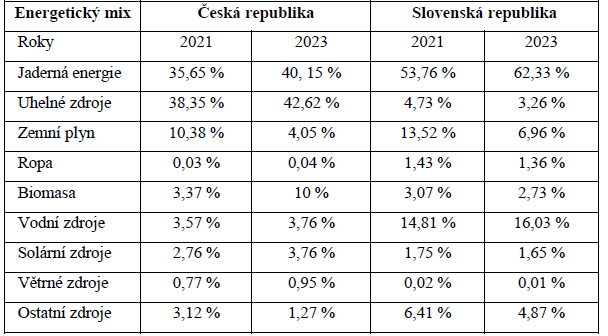 Energetický mix Česká republika Slovenská republika
Roky 2021 2023 2021 2023
Jaderná energie 35,65 % 40, 15 % 53,76 % 62,33 %
Uhelné zdroje 38,35 % 42,62 % 4,73 % 3,26 %
Zemní plyn 10,38 % 4,05 % 13,52 % 6,96 %
Ropa 0,03 % 0,04 % 1,43 % 1,36 %
Biomasa 3,37 % 10 % 3,07 % 2,73 %
Vodní zdroje 3,57 % 3,76 % 14,81 % 16,03 %
Solární zdroje 2,76 % 3,76 % 1,75 % 1,65 %
Větrné zdroje 0,77 % 0,95 % 0,02 % 0,01 %
Ostatní zdroje 3,12 % 1,27 % 6,41 % 4,87 %